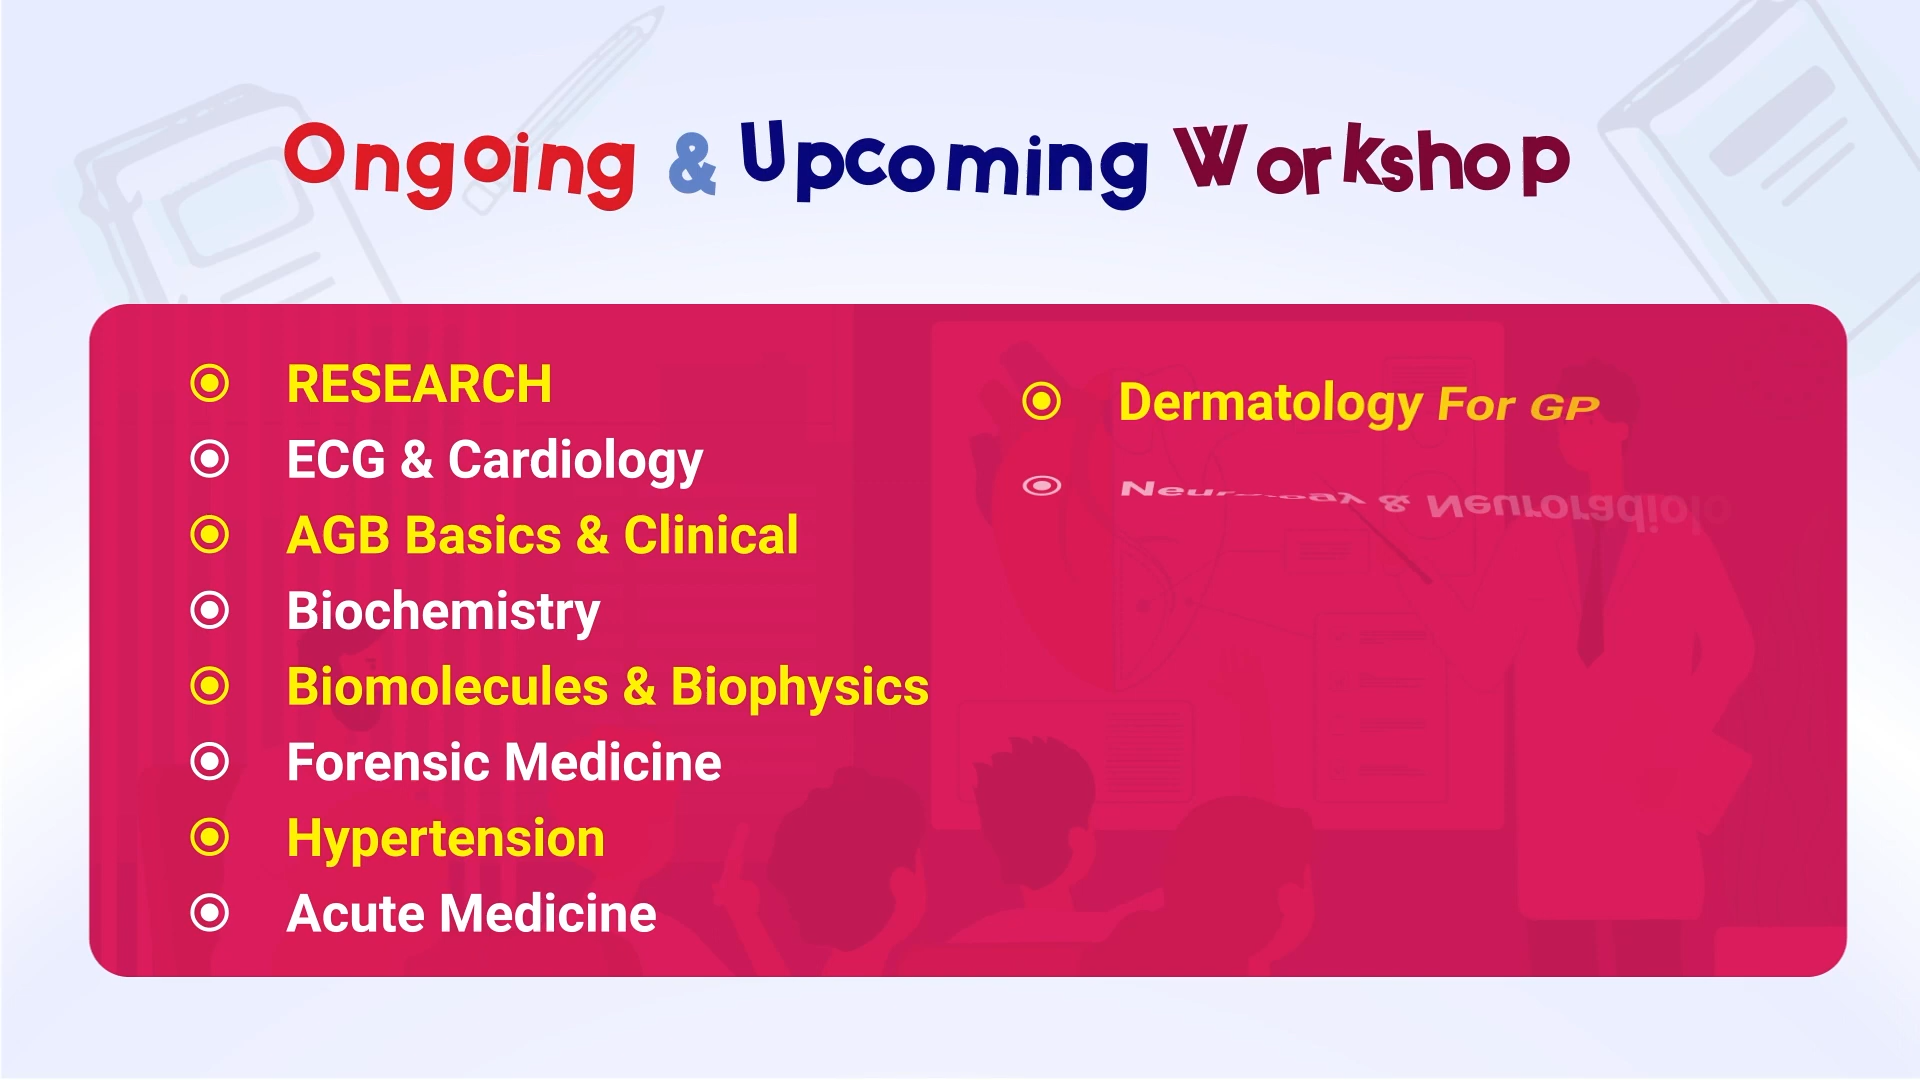 Ongoing & Upcoming Workshop
RESEARCH
ECG & Cardiology
AGB Basics & Clinical
Biochemistry
Biomolecules & Biophysics
Forensic Medicine
Hypertension
Acute Medicine
Dermatology For GP
&